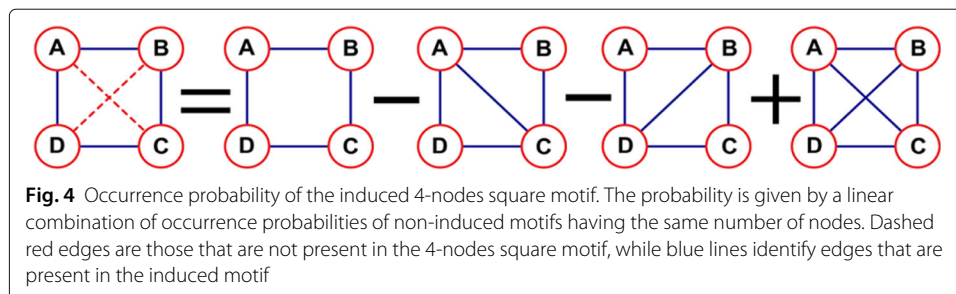 A B A B A B A B A B
= − − +
D C D C D C D C D C
Fig. 4 Occurrence probability of the induced 4-nodes square motif. The probability is given by a linear
combination of occurrence probabilities of non-induced motifs having the same number of nodes. Dashed
red edges are those that are not present in the 4-nodes square motif, while blue lines identify edges that are
present in the induced motif